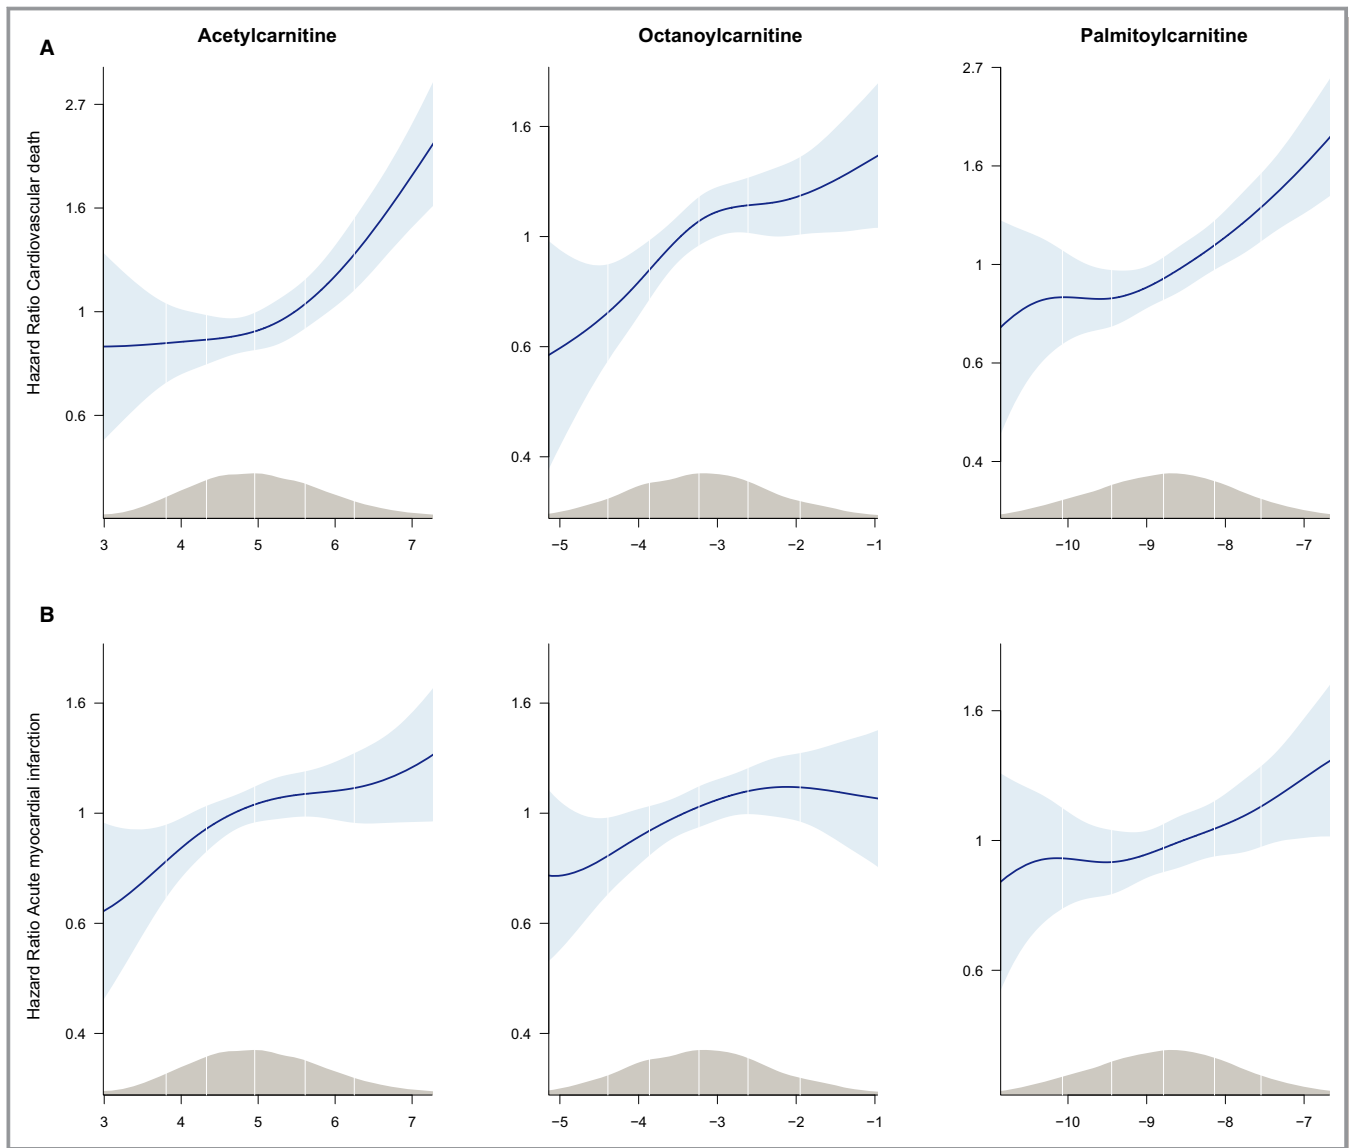 A
Acetylcarnitine
Octanoylcarnitine
Palmitoylcarnitine
Hazard Ratio Cardiovascular death
2.7
1.6
1
0.6
3 4 5 6 7
1.6
1
0.6
0.4
−5 −4 −3 −2 −1
2.7
1.6
1
0.6
0.4
−10 −9 −8 −7
B
Hazard Ratio Acute myocardial infarction
1.6
1
0.6
0.4
3 4 5 6 7
1.6
1
0.6
0.4
−5 −4 −3 −2 −1
1.6
1
0.6
−10 −9 −8 −7